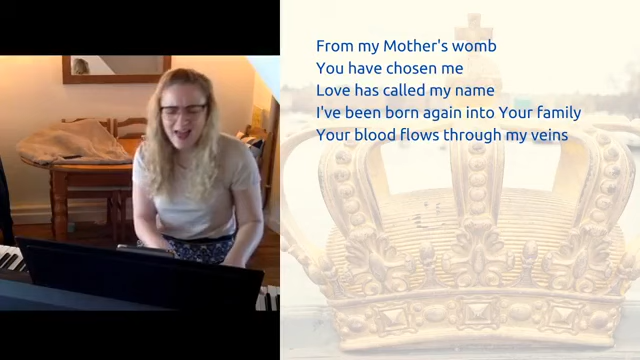 From my Mother's womb
You have chosen me
Love has called my name
I've been born again into Your family
Your blood flows through my veins